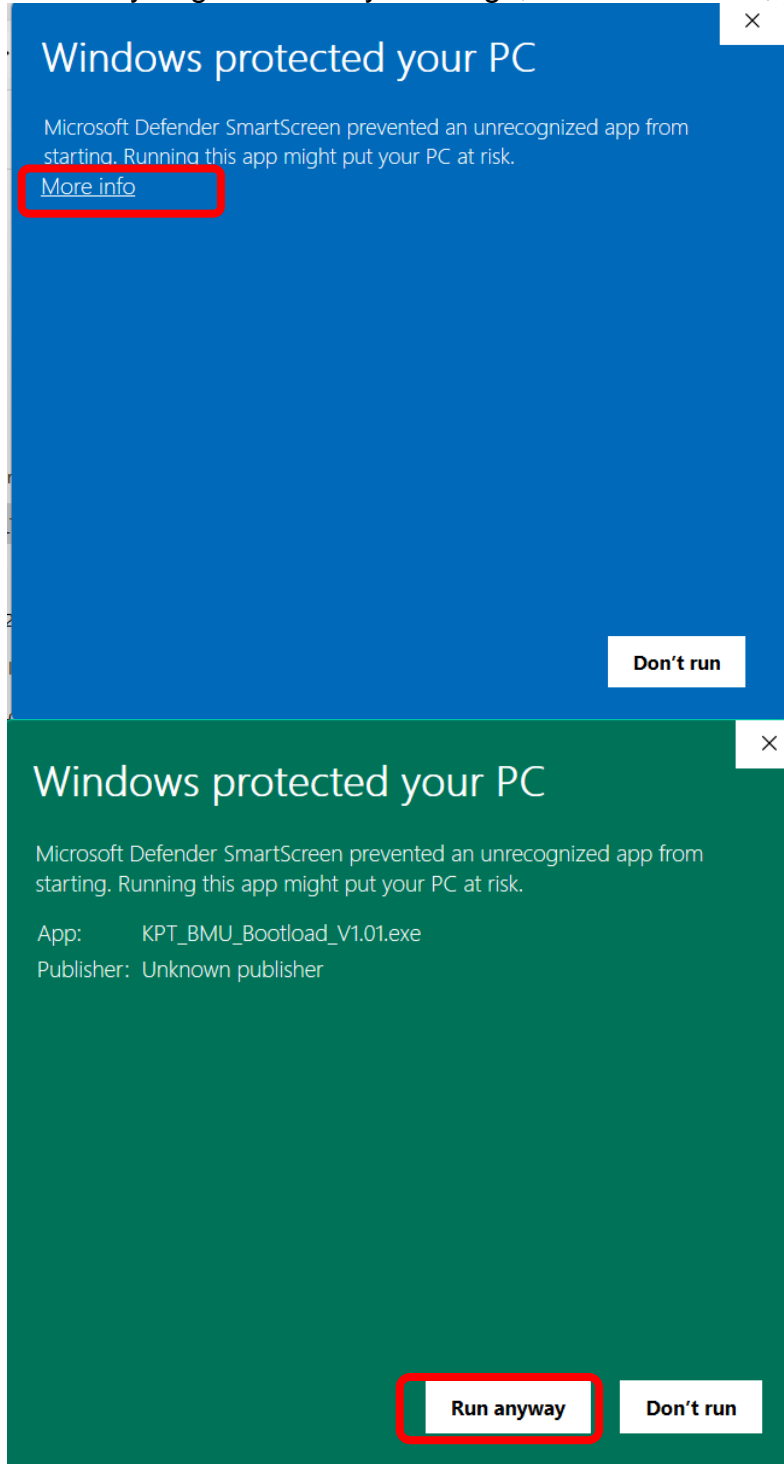 Windows protected your PC
Microsoft Defender SmartScreen prevented an unrecognized app from
starting. Running this app might put your PC at risk.
More info
Don't run
Windows protected your PC
Microsoft Defender SmartScreen prevented an unrecognized app from
starting. Running this app might put your PC at risk.
App: KPT_BMU_Bootload_V1.01.exe
Publisher: Unknown publisher
Run anyway Don't run